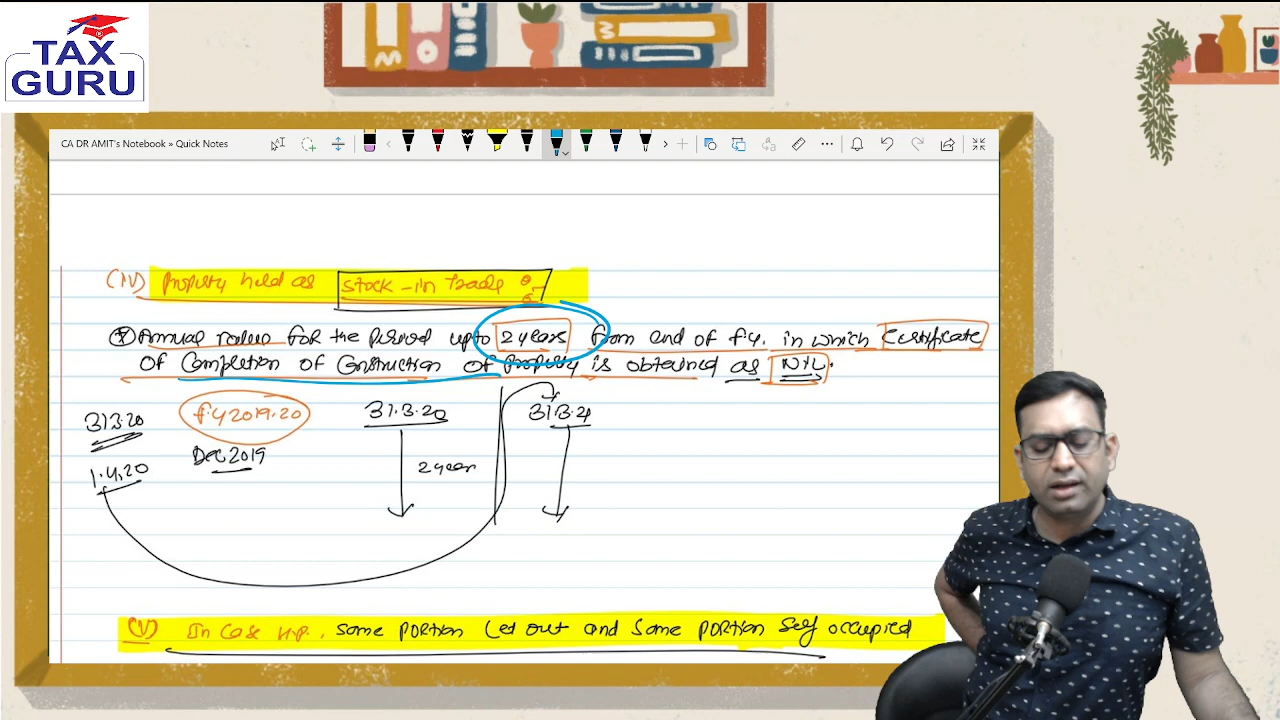 TAX
GURU
CA DR AMIT's Notebook » Quick Notes
(iv) Property held as stock-in trade :-
Annual value for the period upto 2 years from end of f.y. in which Certificate
Of Completion of Construction of Property is obtained as NIL.
31.3.20 f.y 2019.20 31.3.20 31.3.21
Dec 2019
1.4.20 2 year
(v) In case H.P. some portion Let out and some portion self occupied